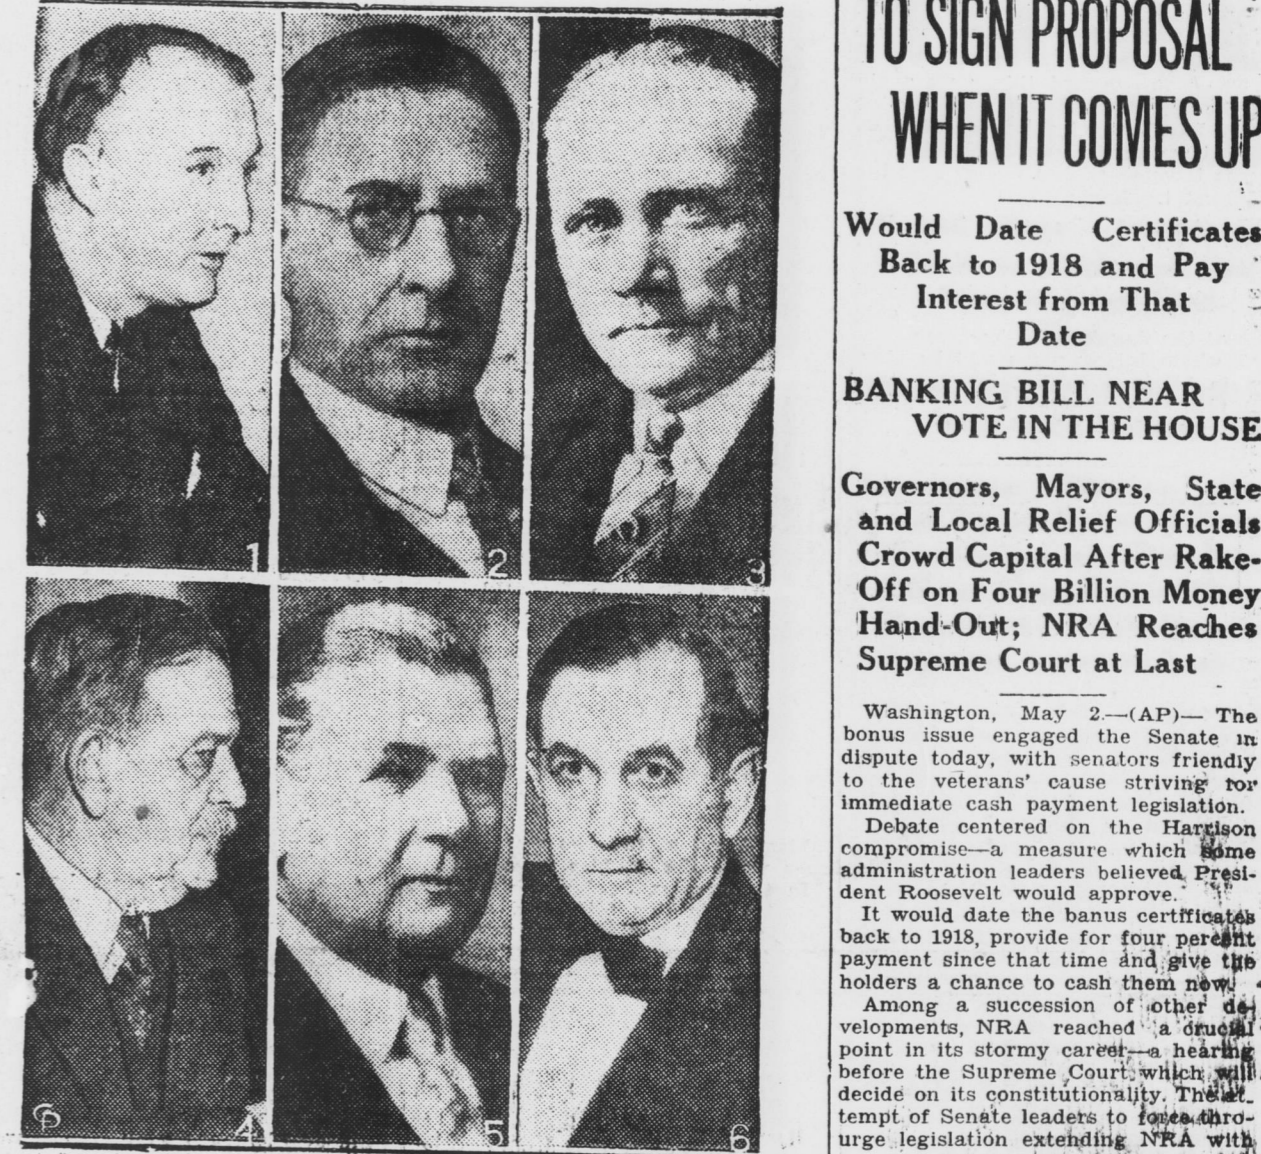 1
2
3
4
5
6
TO SIGN PROPOSAL
WHEN IT COMES UP
Would Date Certificates
Back to 1918 and Pay
Interest from That
Date
BANKING BILL NEAR
VOTE IN THE HOUSE
Governors, Mayors, State
and Local Relief Officials
Crowd Capital After Rake-
Off on Four Billion Money
Hand-Out; NRA Reaches
Supreme Court at Last
Washington, May 2.—(AP)— The
bonus issue engaged the Senate in
dispute today, with senators friendly
to the veterans' cause striving for
immediate cash payment legislation.
Debate centered on the Harrison
compromise—a measure which some
administration leaders believed Presi-
dent Roosevelt would approve.
It would date the banus certificates
back to 1918, provide for four percent
payment since that time and give the
holders a chance to cash them now.
Among a succession of other de-
velopments, NRA reached a crucial
point in its stormy career—a hearing
before the Supreme Court which will
decide on its constitutionality. The at-
tempt of Senate leaders to force thro-
urge legislation extending NRA with